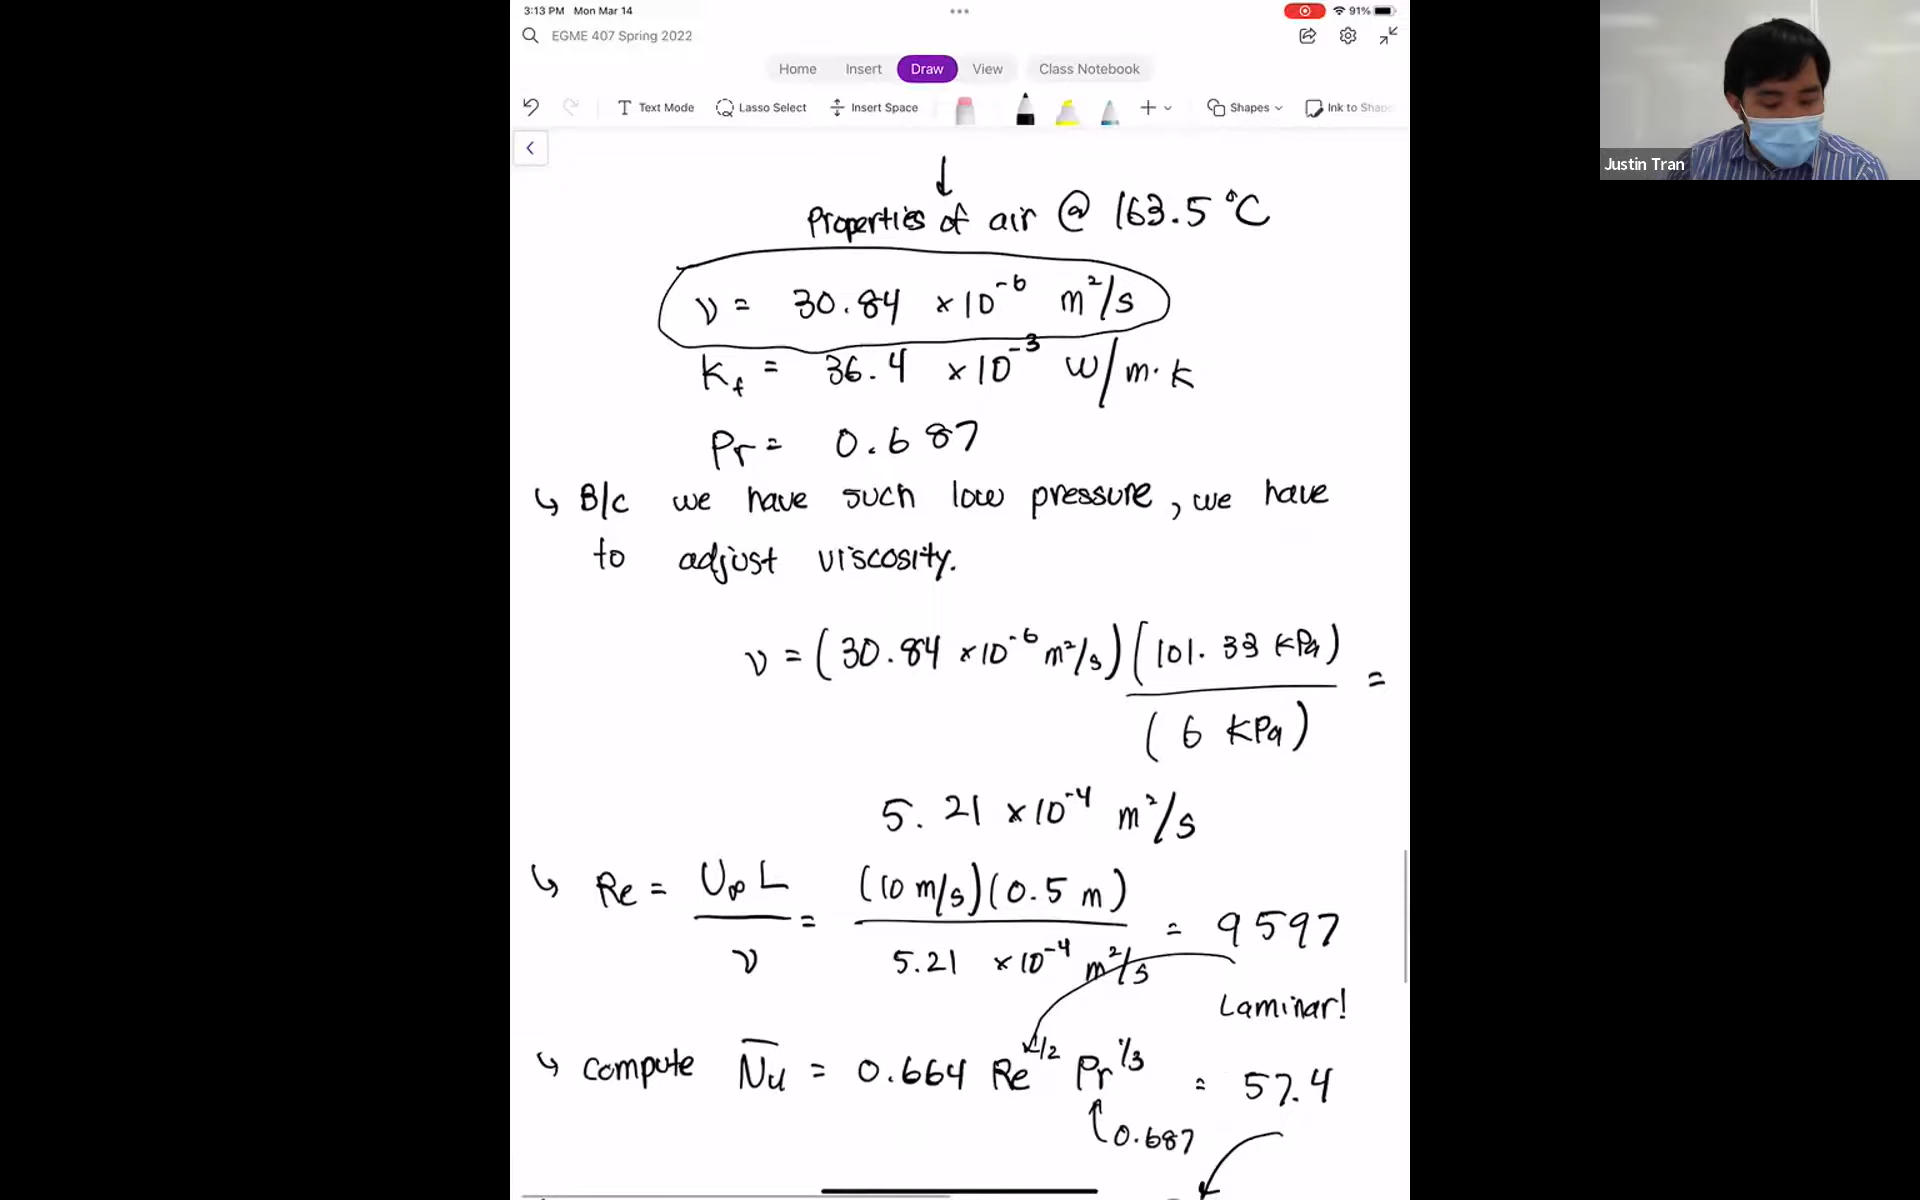 3:13 PM Mon Mar 14
91%
EGME 407 Spring 2022
Home Insert Draw View Class Notebook
Text Mode Lasso Select Insert Space Shapes Ink to Shape
Justin Tran
Properties of air @ 163.5 °C
ν = 30.84 ×10⁻⁶ m²/s
k_f = 36.4 ×10⁻³ W/m·K
Pr = 0.687
↳ B/c we have such low pressure, we have
to adjust viscosity.
ν = (30.84 ×10⁻⁶ m²/s) (101.33 kPa) =
(6 kPa)
5.21 ×10⁻⁴ m²/s
↳ Re = U∞ L / ν = (10 m/s)(0.5 m) / 5.21 ×10⁻⁴ m²/s = 9597
Laminar!
↳ compute N̅u̅ = 0.664 Re^1/2 Pr^1/3 = 57.4
0.687